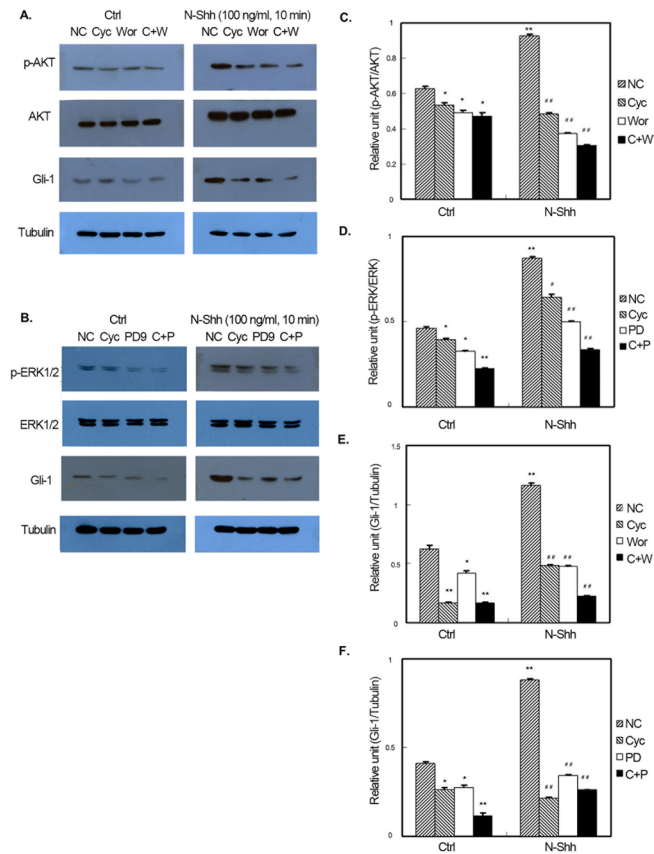 A.
Ctrl
N-Shh (100 ng/ml, 10 min)
NC Cyc Wor C+W
NC Cyc Wor C+W
p-AKT
AKT
Gli-1
Tubulin
B.
Ctrl
N-Shh (100 ng/ml, 10 min)
NC Cyc PD9 C+P
NC Cyc PD9 C+P
p-ERK1/2
ERK1/2
Gli-1
Tubulin
C.
Relative unit (p-AKT/AKT)
1
0.8
0.6
0.4
0.2
0
* * *
** ## ## ##
Ctrl
N-Shh
NC
Cyc
Wor
C+W
D.
Relative unit (p-ERK/ERK)
1
0.5
0
* * **
** # ## ##
Ctrl
N-Shh
NC
Cyc
PD
C+P
E.
Relative unit (Gli-1/Tubulin)
1.5
1
0.5
0
** * **
** ## ## ##
Ctrl
N-Shh
NC
Cyc
Wor
C+W
F.
Relative unit (Gli-1/Tubulin)
1
0.5
0
* * **
** ## ## ##
Ctrl
N-Shh
NC
Cyc
PD
C+P